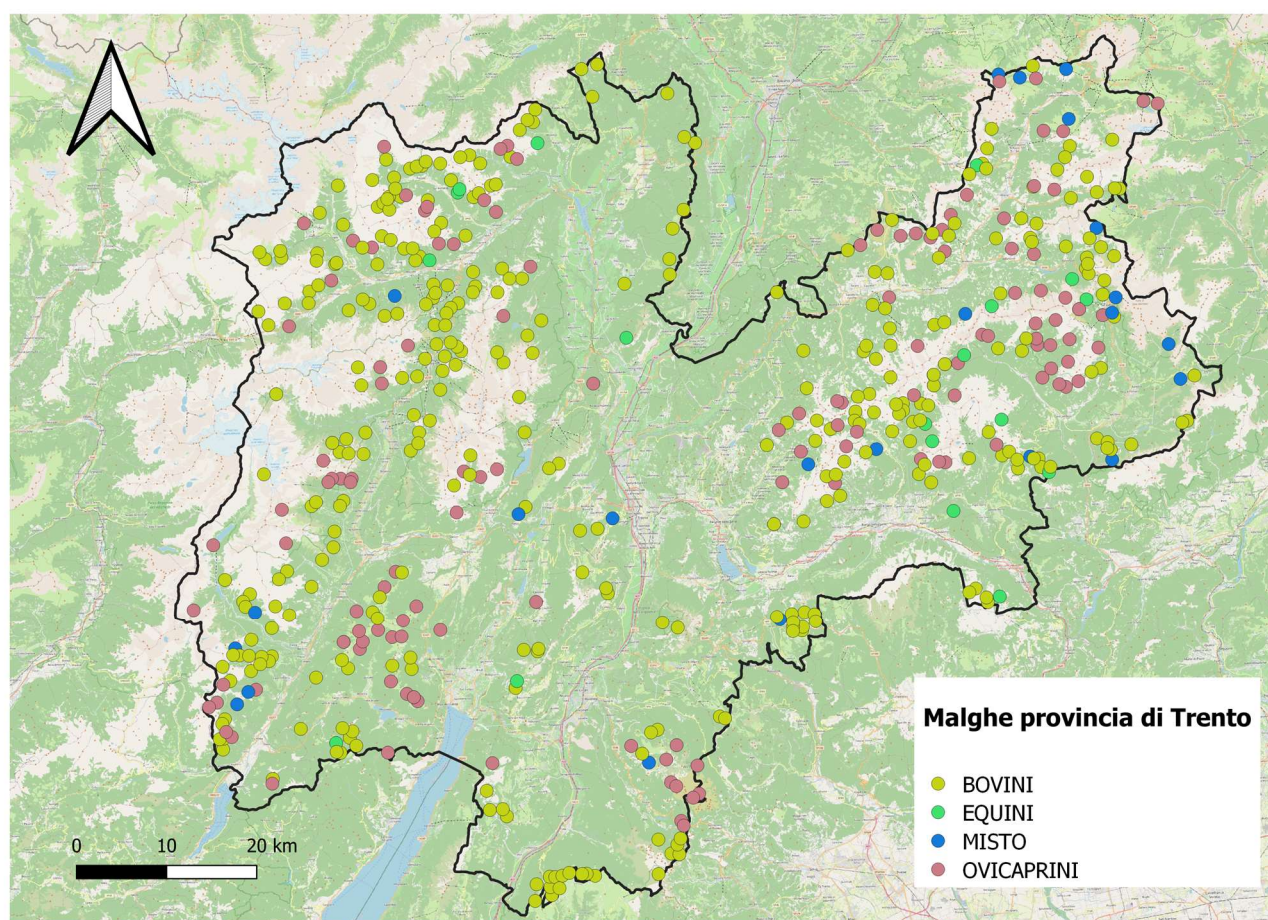 Malghe provincia di Trento
BOVINI
EQUINI
MISTO
OVICAPRINI
0 10 20 km